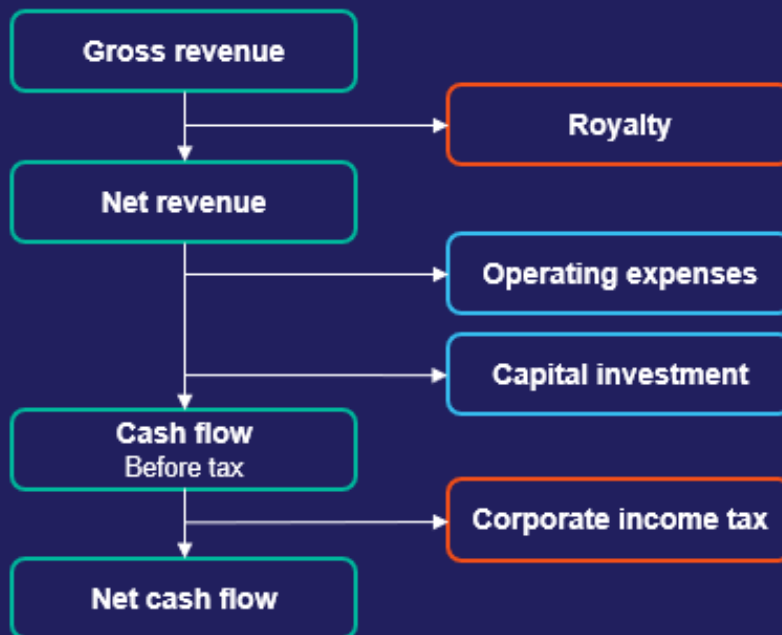 Gross revenue
Royalty
Net revenue
Operating expenses
Capital investment
Cash flow
Before tax
Corporate income tax
Net cash flow